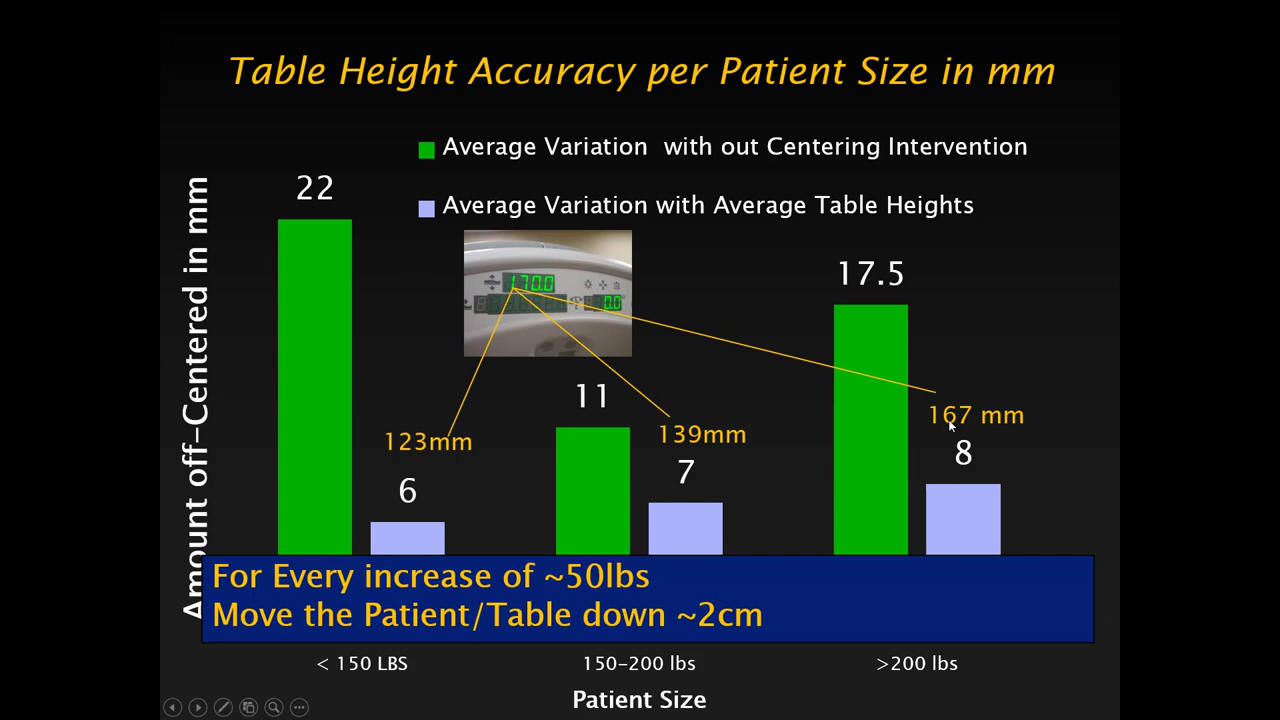 Table Height Accuracy per Patient Size in mm
Average Variation with out Centering Intervention
Average Variation with Average Table Heights
Amount off-Centered in mm
22
6
123mm
170.0
0.0
11
139mm
7
17.5
167 mm
8
For Every increase of ~50lbs
Move the Patient/Table down ~2cm
< 150 LBS
150-200 lbs
>200 lbs
Patient Size